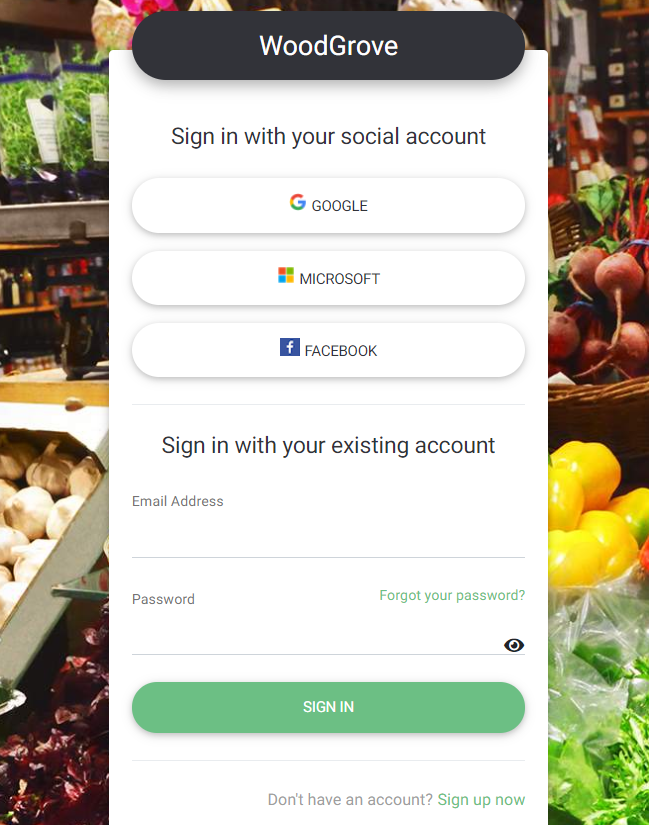 WoodGrove
Sign in with your social account
GOOGLE
MICROSOFT
FACEBOOK
Sign in with your existing account
Email Address
Password
Forgot your password?
SIGN IN
Don't have an account? Sign up now